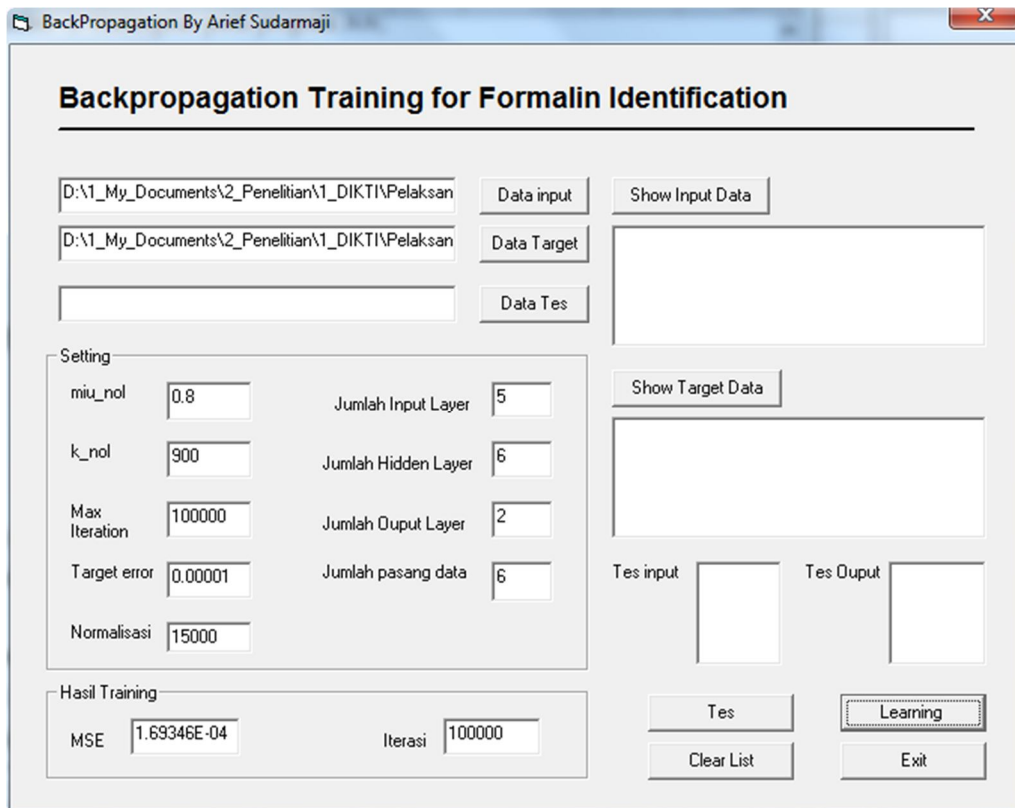 BackPropagation By Arief Sudarmaji
Backpropagation Training for Formalin Identification
D:\1_My_Documents\2_Penelitian\1_DIKTI\Pelaksan
Data input
Show Input Data
D:\1_My_Documents\2_Penelitian\1_DIKTI\Pelaksan
Data Target
Data Tes
Setting
miu_nol
0.8
Jumlah Input Layer
5
k_nol
900
Jumlah Hidden Layer
6
Max
Iteration
100000
Jumlah Ouput Layer
2
Target error
0.00001
Jumlah pasang data
6
Normalisasi
15000
Show Target Data
Tes input
Tes Ouput
Hasil Training
MSE
1.69346E-04
Iterasi
100000
Tes
Learning
Clear List
Exit